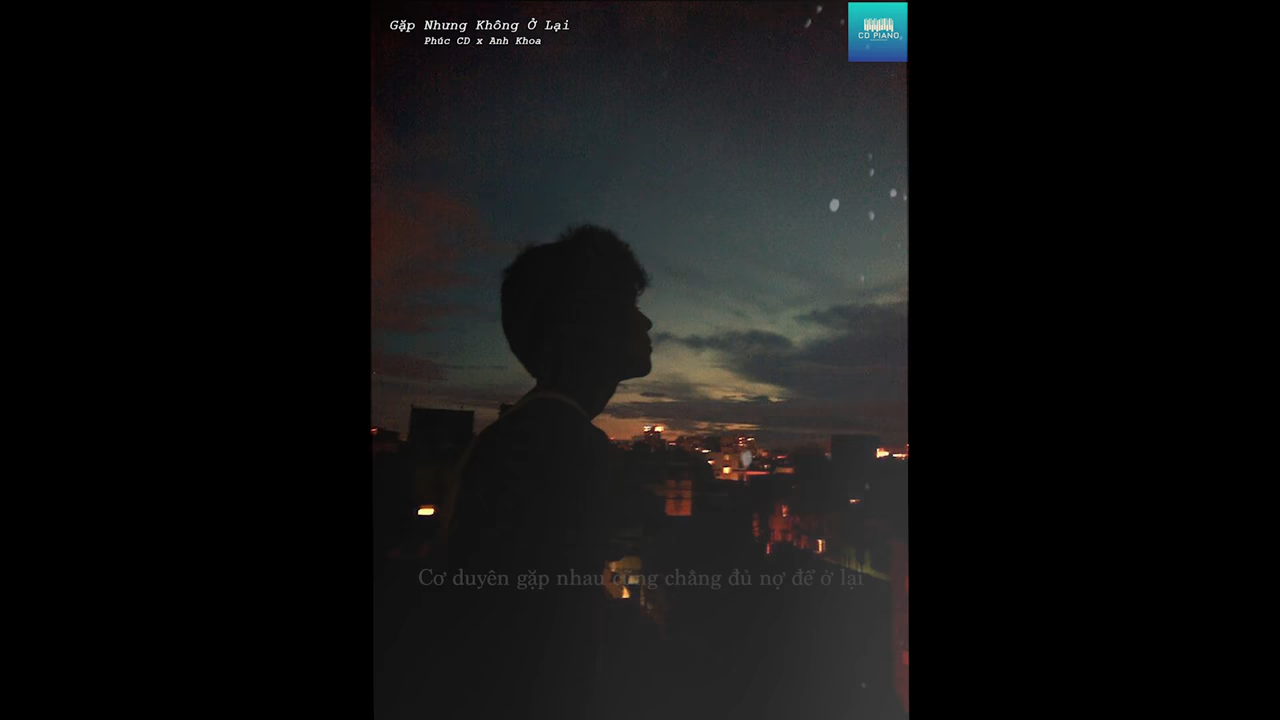 Gặp Nhưng Không Ở Lại
Phúc CD x Anh Khoa
CD PIANO
Cơ duyên gặp nhau cũng chẳng đủ nợ để ở lại